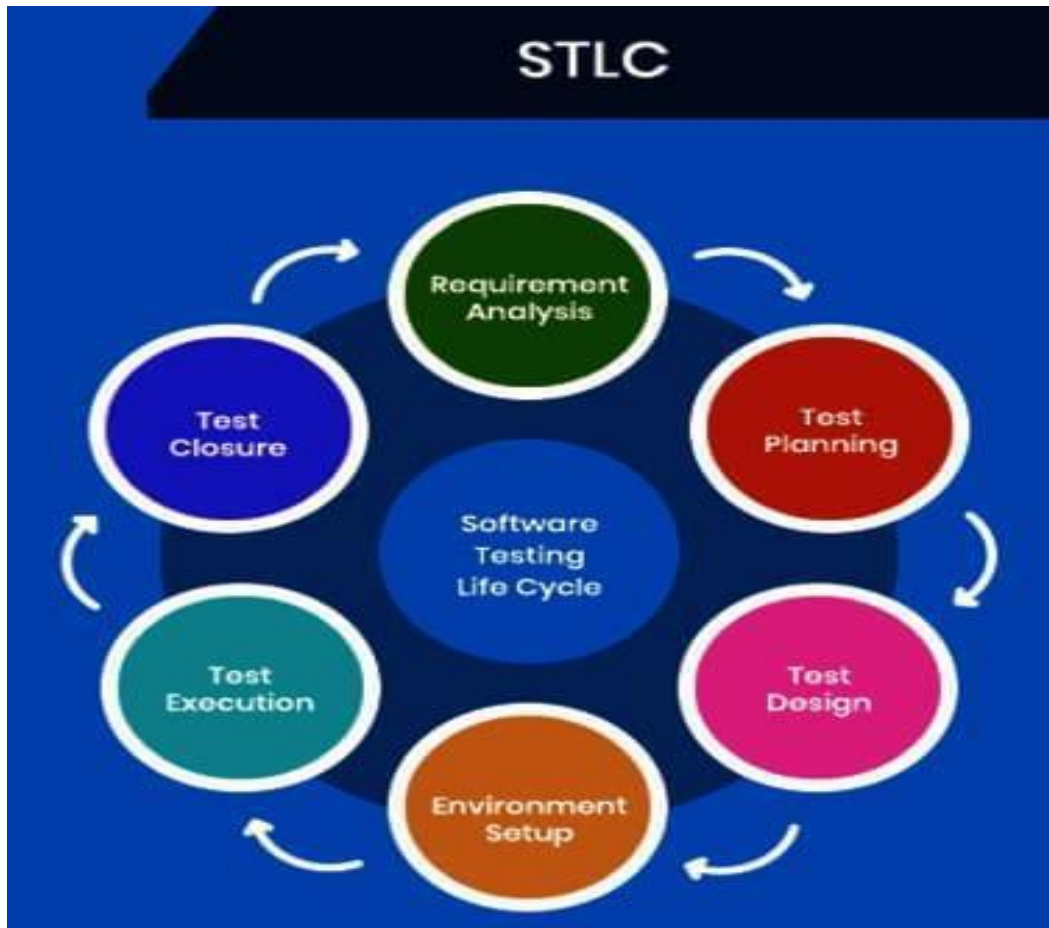 STLC
Requirement
Analysis
Test
Planning
Test
Design
Environment
Setup
Test
Execution
Test
Closure
Software
Testing
Life Cycle